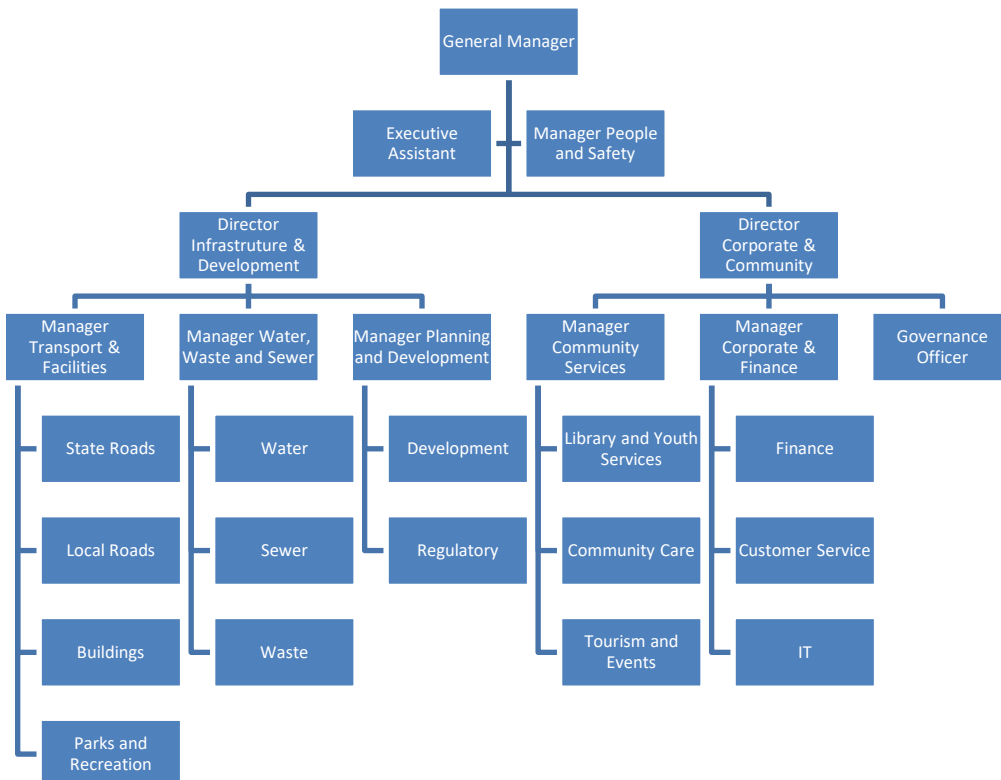 General Manager
Executive
Assistant
Manager People
and Safety
Director
Infrastruture &
Development
Director
Corporate &
Community
Manager
Transport &
Facilities
Manager Water,
Waste and Sewer
Manager Planning
and Development
Manager
Community
Services
Manager
Corporate &
Finance
Governance
Officer
State Roads
Water
Development
Library and Youth
Services
Finance
Local Roads
Sewer
Regulatory
Community Care
Customer Service
Buildings
Waste
Tourism and
Events
IT
Parks and
Recreation